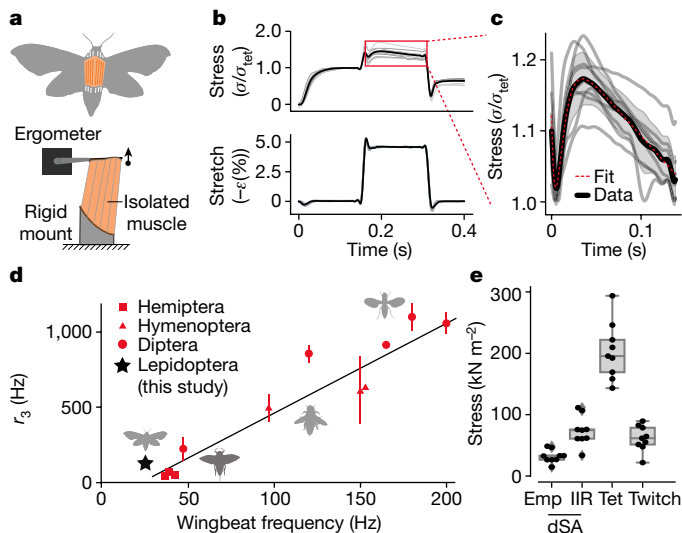 a
Ergometer
Rigid
mount
Isolated
muscle
b
Stress
(σ/σtet)
2.0
1.0
0
Stretch
(−ε(%))
5.0
2.5
0
0
0.2
0.4
Time (s)
c
Stress (σ/σtet)
1.2
1.1
1.0
Fit
Data
0
0.1
Time (s)
d
Hemiptera
Hymenoptera
Diptera
Lepidoptera
(this study)
r3 (Hz)
1,000
500
0
0
50
100
150
200
Wingbeat frequency (Hz)
e
Stress (kN m−2)
300
200
100
0
Emp IIR Tet Twitch
dSA